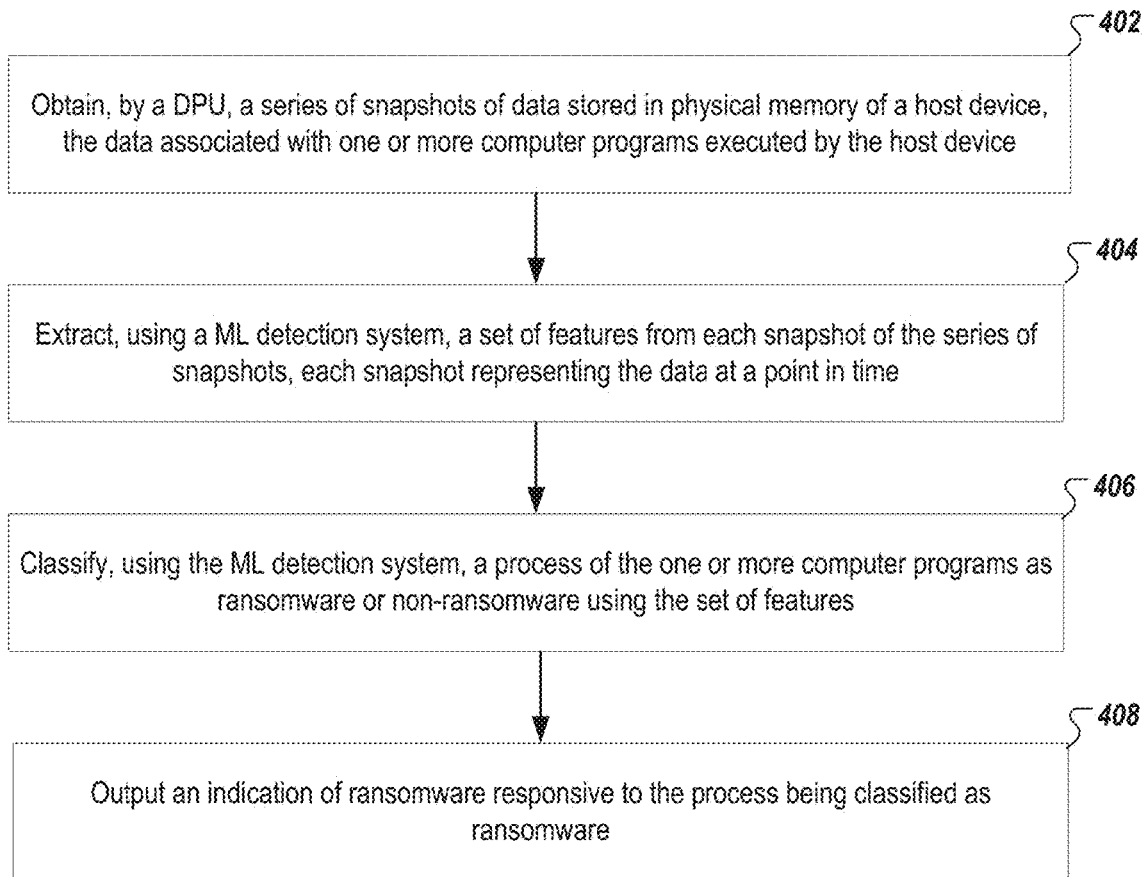 402
Obtain, by a DPU, a series of snapshots of data stored in physical memory of a host device,
the data associated with one or more computer programs executed by the host device
404
Extract, using a ML detection system, a set of features from each snapshot of the series of
snapshots, each snapshot representing the data at a point in time
406
Classify, using the ML detection system, a process of the one or more computer programs as
ransomware or non-ransomware using the set of features
408
Output an indication of ransomware responsive to the process being classified as
ransomware